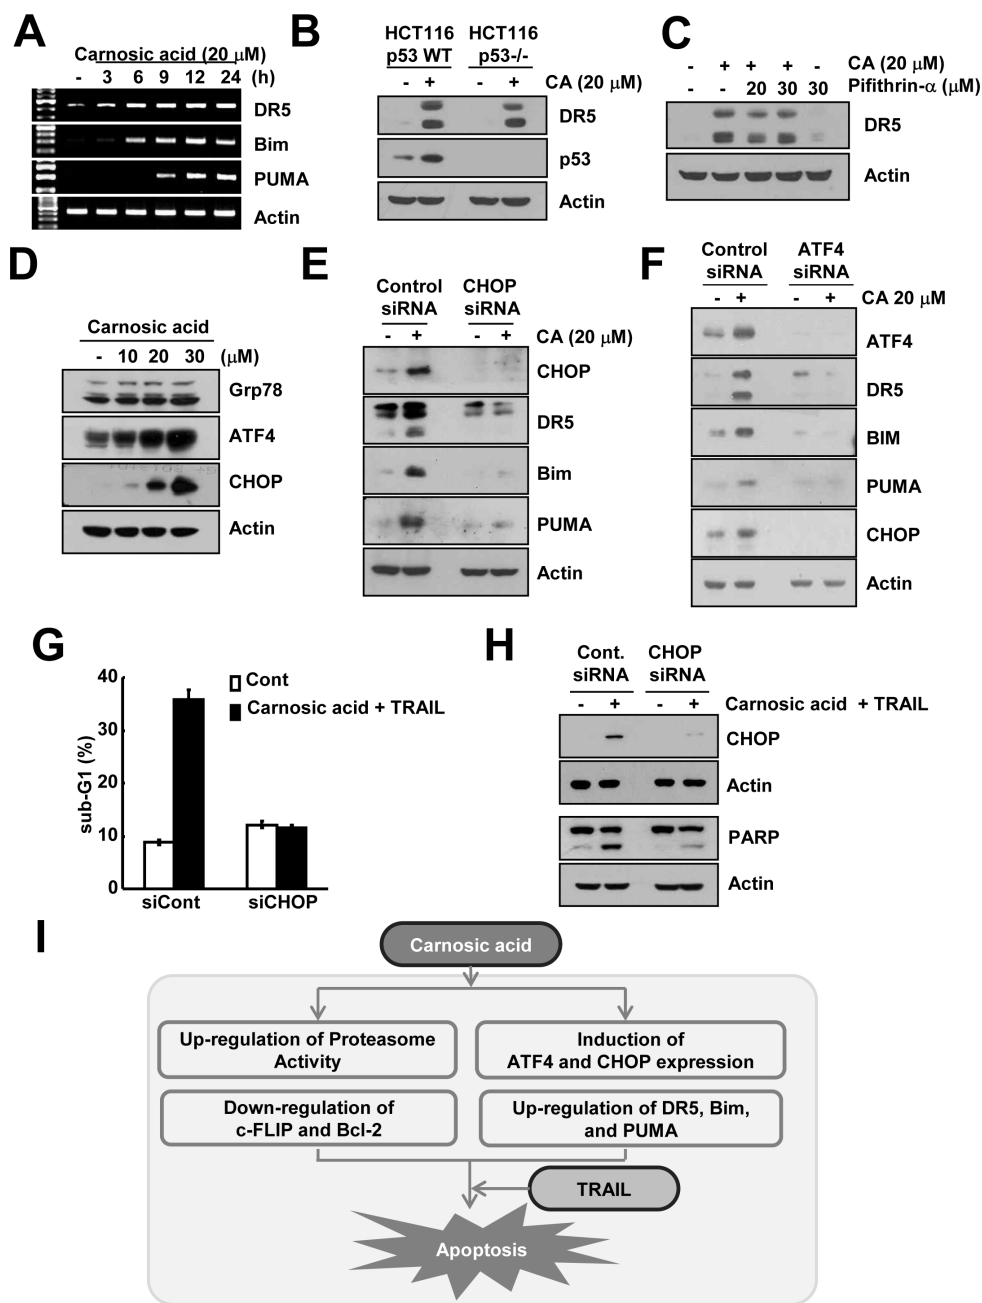 A
Carnosic acid (20 μM)
- 3 6 9 12 24 (h)
DR5
Bim
PUMA
Actin
B
HCT116 HCT116
p53 WT p53-/-
- + - + CA (20 μM)
DR5
p53
Actin
C
- + + + - CA (20 μM)
- - 20 30 30 Pifithrin-α (μM)
DR5
Actin
D
Carnosic acid
- 10 20 30 (μM)
Grp78
ATF4
CHOP
Actin
E
Control CHOP
siRNA siRNA
- + - + CA (20 μM)
CHOP
DR5
Bim
PUMA
Actin
F
Control ATF4
siRNA siRNA
- + - + CA 20 μM
ATF4
DR5
BIM
PUMA
CHOP
Actin
G
sub-G1 (%)
40
30
20
10
0
Cont
Carnosic acid + TRAIL
siCont siCHOP
H
Cont. CHOP
siRNA siRNA
- + - + Carnosic acid + TRAIL
CHOP
Actin
PARP
Actin
I
Carnosic acid
Up-regulation of Proteasome
Activity
Induction of
ATF4 and CHOP expression
Down-regulation of
c-FLIP and Bcl-2
Up-regulation of DR5, Bim,
and PUMA
TRAIL
Apoptosis